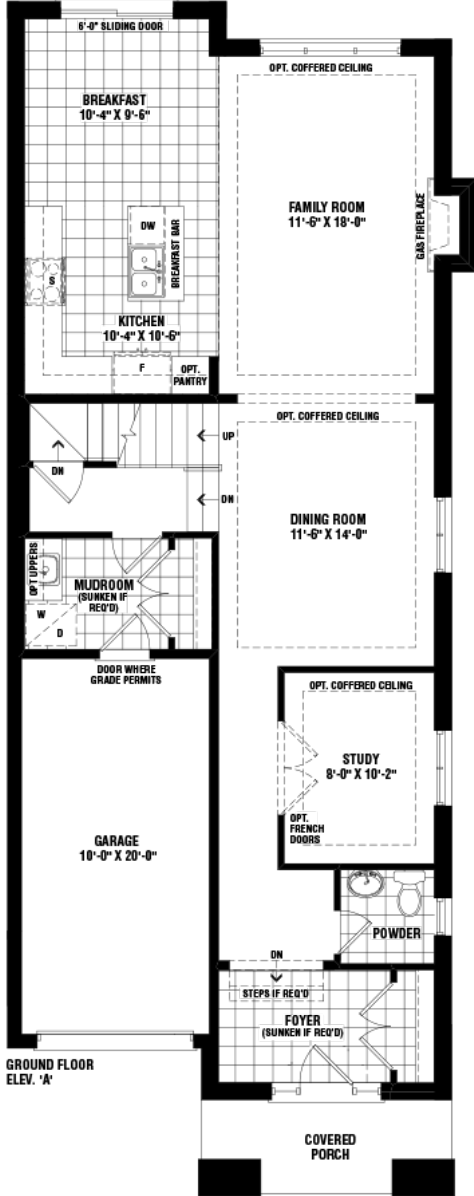 6'-0" SLIDING DOOR
OPT. COFFERED CEILING
BREAKFAST
10'-4" X 9'-6"
FAMILY ROOM
11'-6" X 18'-0"
GAS FIREPLACE
DW
BREAKFAST BAR
S
KITCHEN
10'-4" X 10'-6"
F
OPT.
PANTRY
OPT. COFFERED CEILING
UP
DN
DN
DINING ROOM
11'-6" X 14'-0"
OPT UPPERS
MUDROOM
(SUNKEN IF
REQ'D)
W
D
DOOR WHERE
GRADE PERMITS
OPT. COFFERED CEILING
STUDY
8'-0" X 10'-2"
OPT.
FRENCH
DOORS
GARAGE
10'-0" X 20'-0"
POWDER
DN
STEPS IF REQ'D
FOYER
(SUNKEN IF REQ'D)
GROUND FLOOR
ELEV. 'A'
COVERED
PORCH